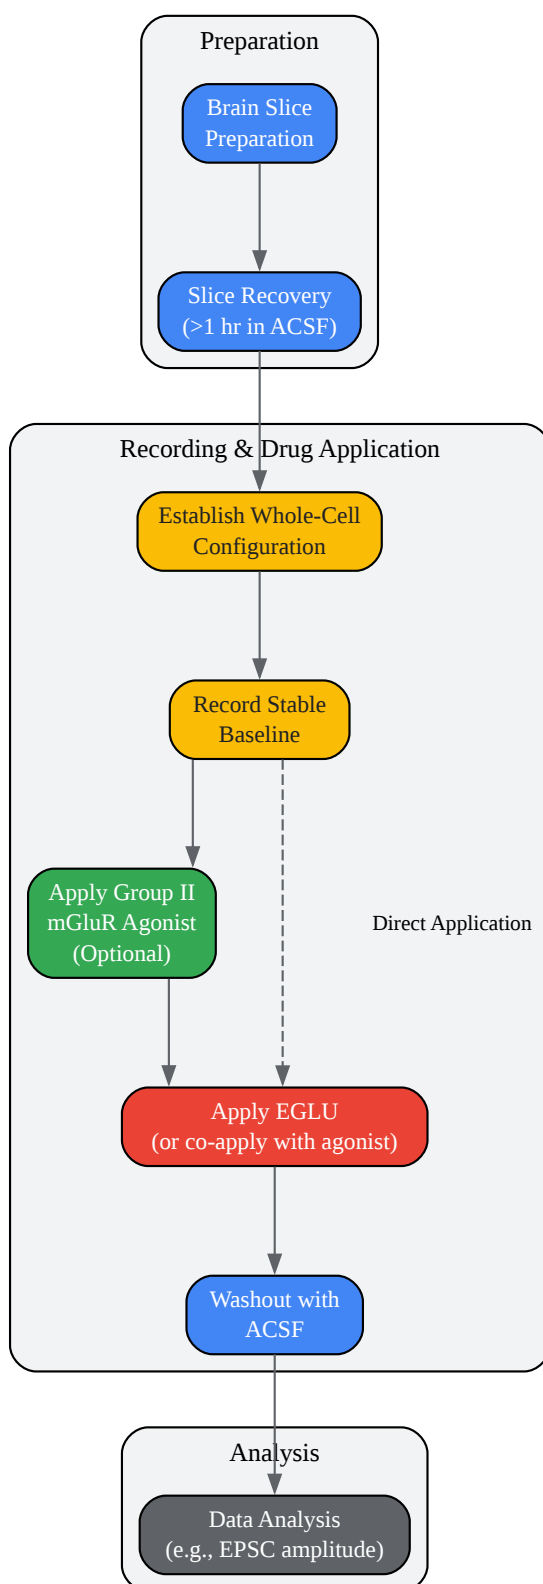 Preparation
Brain Slice
Preparation
Slice Recovery
(>1 hr in ACSF)
Recording & Drug Application
Establish Whole-Cell
Configuration
Record Stable
Baseline
Apply Group II
mGluR Agonist
(Optional)
Direct Application
Apply EGLU
(or co-apply with agonist)
Washout with
ACSF
Analysis
Data Analysis
(e.g., EPSC amplitude)